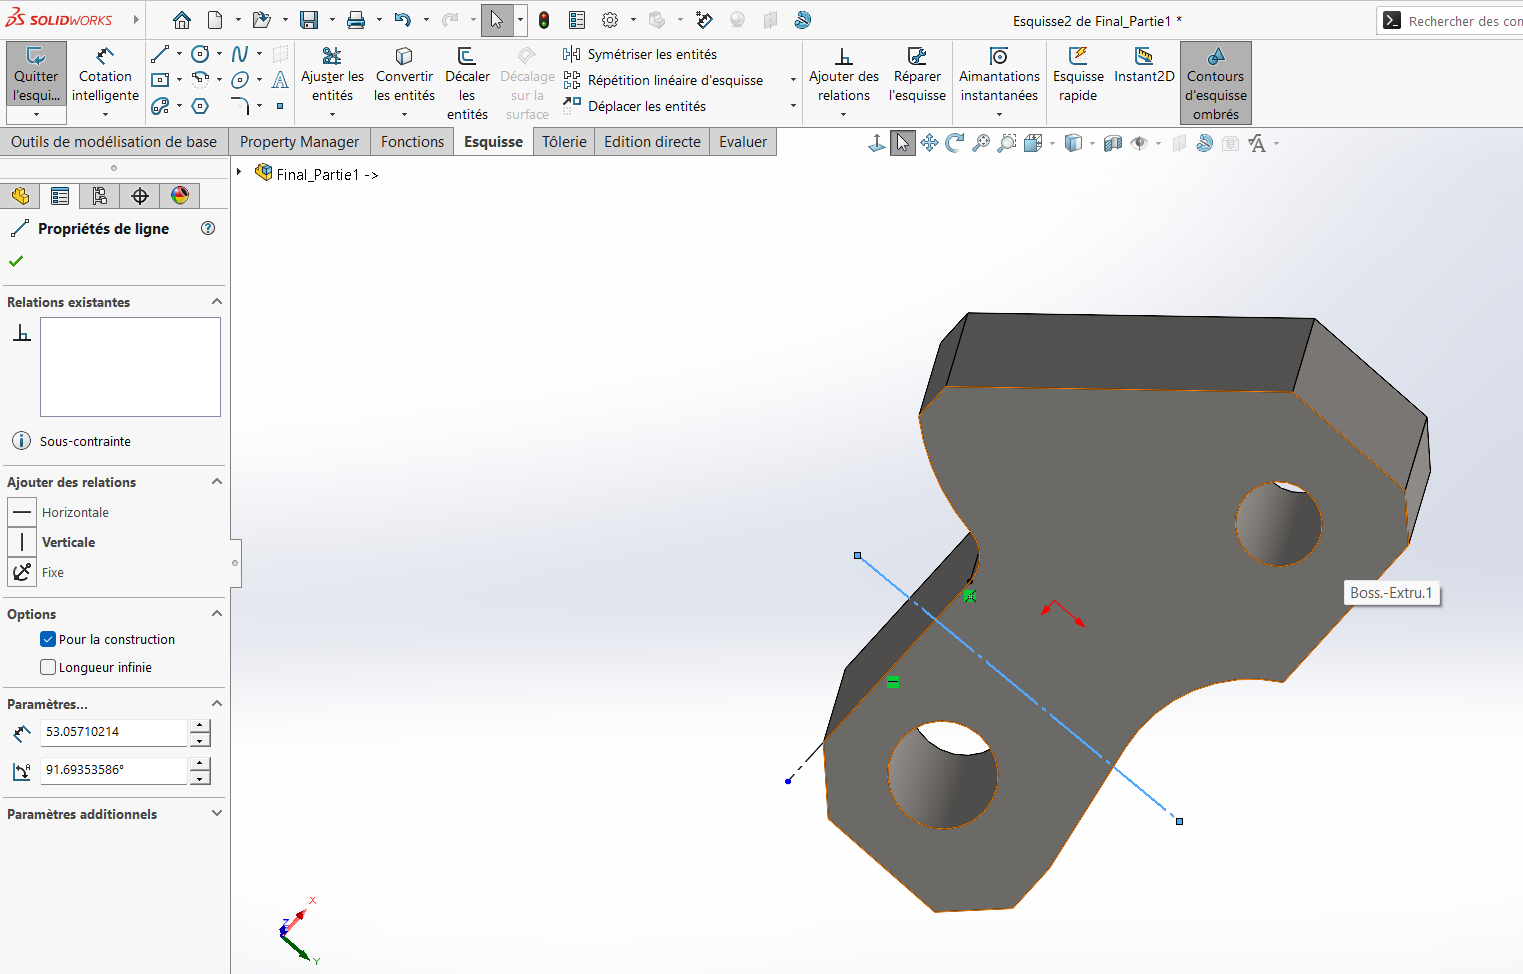 SOLIDWORKS
Esquisse2 de Final_Partie1 *
Rechercher des con
Quitter l'esqui...
Cotation intelligente
Ajuster les entités
Convertir les entités
Décaler les entités
Décalage sur la surface
Symétriser les entités
Répétition linéaire d'esquisse
Déplacer les entités
Ajouter des relations
Réparer l'esquisse
Aimantations instantanées
Esquisse rapide
Instant2D
Contours d'esquisse ombrés
Outils de modélisation de base
Property Manager
Fonctions
Esquisse
Tôlerie
Edition directe
Evaluer
Final_Partie1 ->
Propriétés de ligne
Relations existantes
Sous-contrainte
Ajouter des relations
Horizontale
Verticale
Fixe
Options
Pour la construction
Longueur infinie
Paramètres...
53.05710214
91.69353586°
Paramètres additionnels
Boss.-Extru.1
X
Z
Y